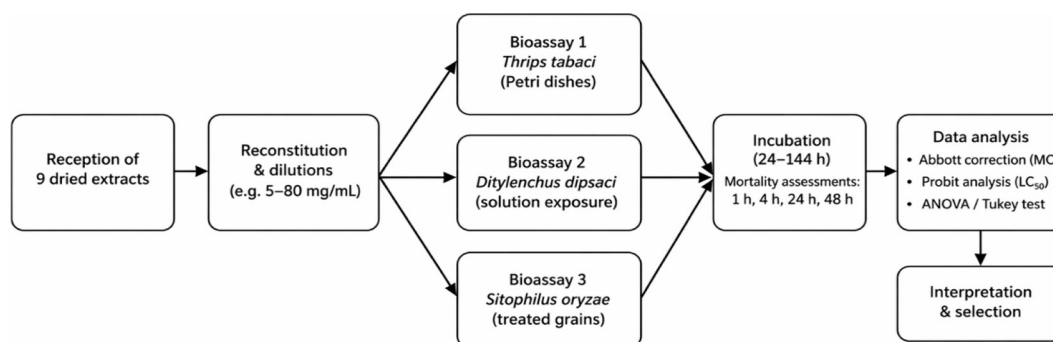 Reception of
9 dried extracts
Reconstitution
& dilutions
(e.g. 5–80 mg/mL)
Bioassay 1
Thrips tabaci
(Petri dishes)
Bioassay 2
Ditylenchus dipsaci
(solution exposure)
Bioassay 3
Sitophilus oryzae
(treated grains)
Incubation
(24–144 h)
Mortality assessments:
1 h, 4 h, 24 h, 48 h
Data analysis
• Abbott correction (MC
• Probit analysis (LC₅₀)
• ANOVA / Tukey test
Interpretation
& selection